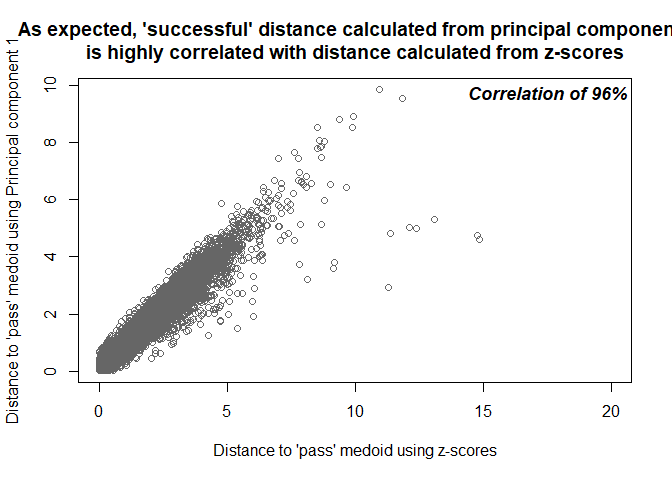 As expected, 'successful' distance calculated from principal componen
is highly correlated with distance calculated from z-scores
Correlation of 96%
Distance to 'pass' medoid using Principal component 1
10
8
6
4
2
0
0 5 10 15 20
Distance to 'pass' medoid using z-scores